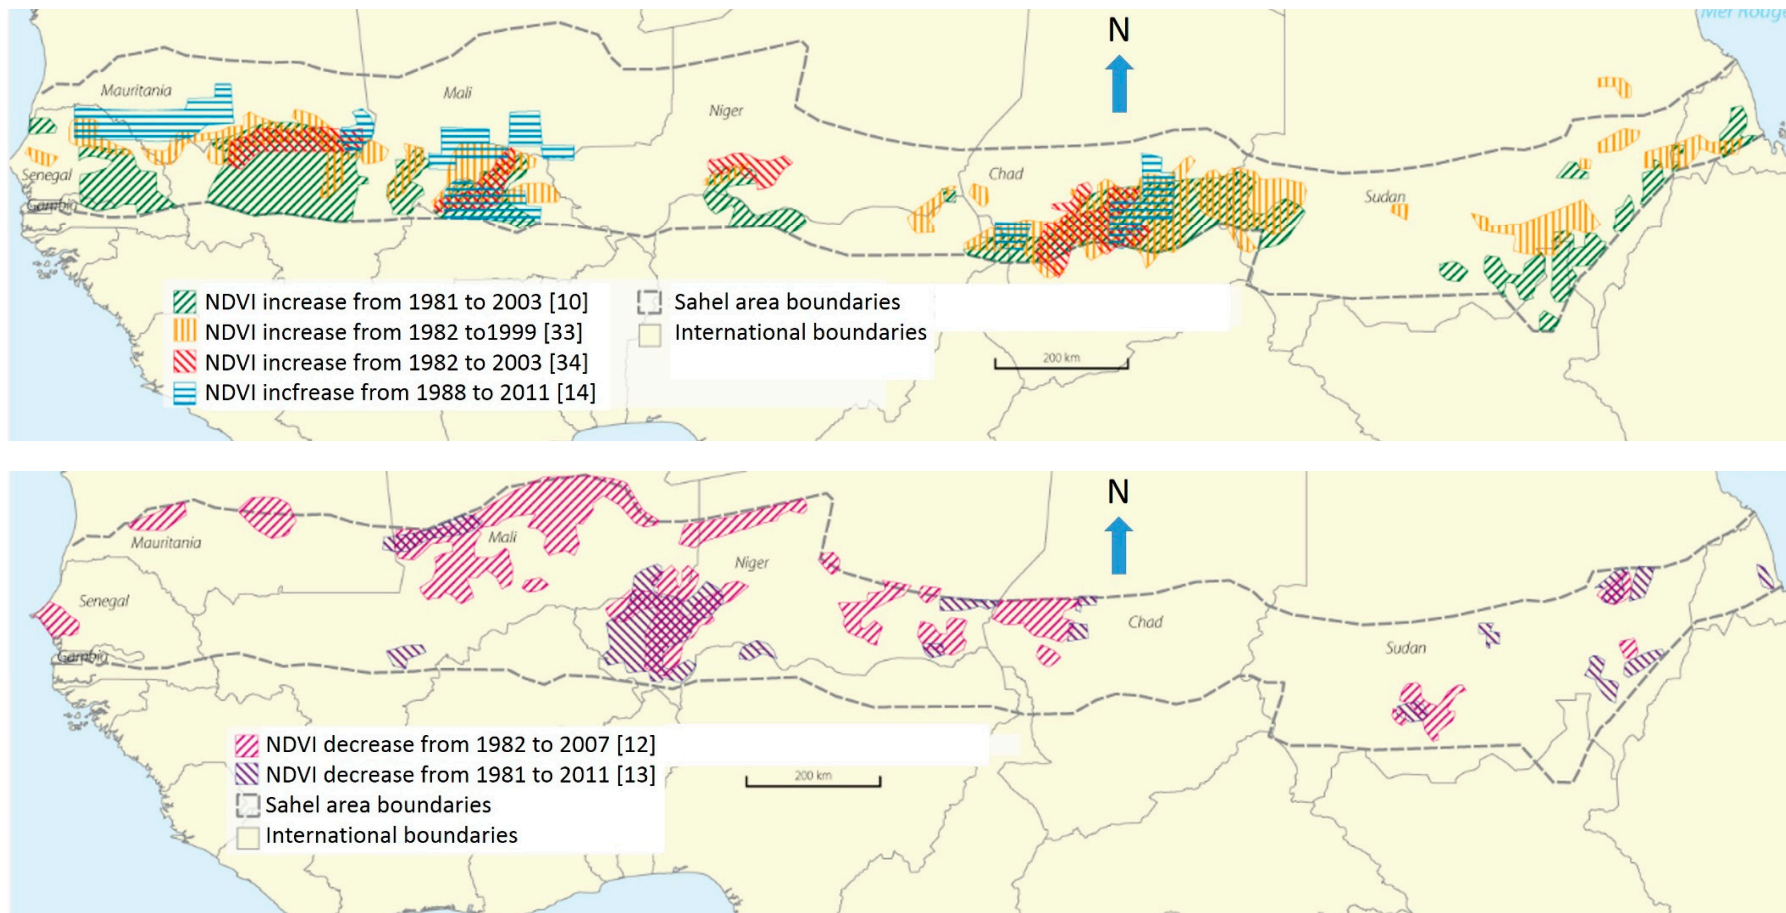 Mer Rouge
N
Mauritania
Mali
Niger
Chad
Senegal
Sudan
Gambia
NDVI increase from 1981 to 2003 [10]
NDVI increase from 1982 to1999 [33]
NDVI increase from 1982 to 2003 [34]
NDVI incfrease from 1988 to 2011 [14]
Sahel area boundaries
International boundaries
200 km
N
Mauritania
Mali
Niger
Senegal
Chad
Sudan
Gambia
NDVI decrease from 1982 to 2007 [12]
NDVI decrease from 1981 to 2011 [13]
Sahel area boundaries
International boundaries
200 km